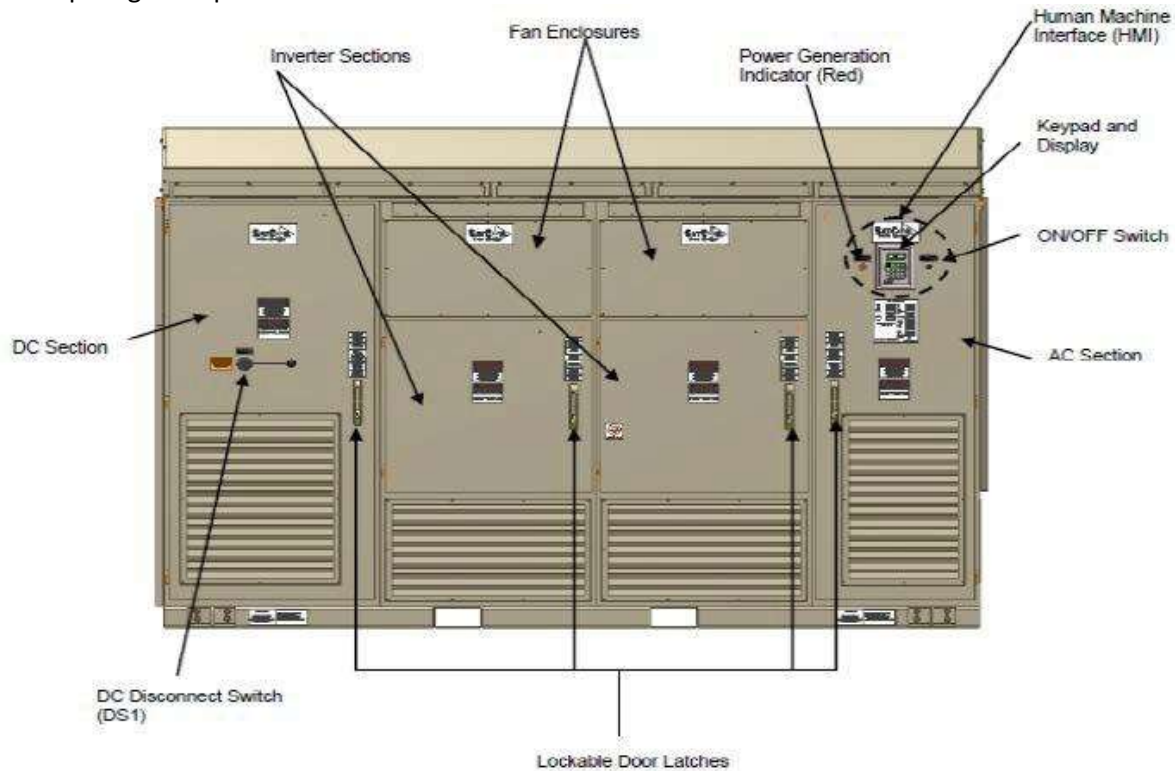 Human Machine
Interface (HMI)
Fan Enclosures
Inverter Sections
Power Generation
Indicator (Red)
Keypad and
Display
ON/OFF Switch
DC Section
AC Section
DC Disconnect Switch
(DS1)
Lockable Door Latches